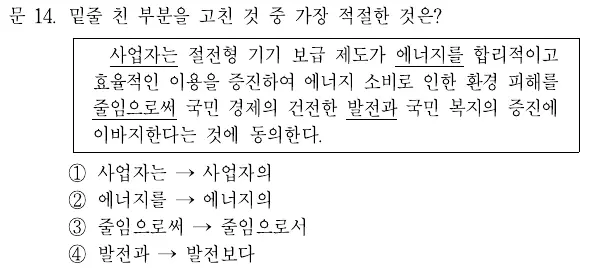 문 14. 밑줄 친 부분을 고친 것 중 가장 적절한 것은?
사업자는 절전형 기기 보급 제도가 에너지를 합리적이고
효율적인 이용을 증진하여 에너지 소비로 인한 환경 피해를
줄임으로써 국민 경제의 건전한 발전과 국민 복지의 증진에
이바지한다는 것에 동의한다.
① 사업자는 → 사업자의
② 에너지를 → 에너지의
③ 줄임으로써 → 줄임으로서
④ 발전과 → 발전보다